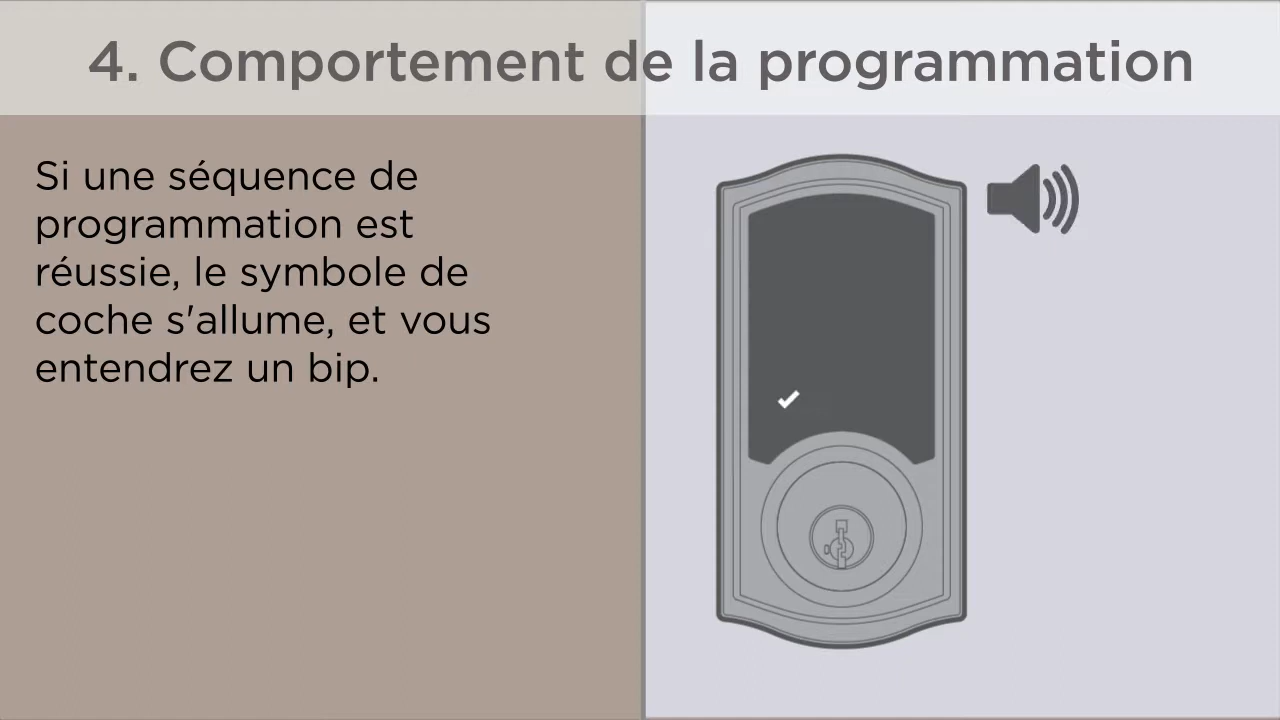 4. Comportement de la programmation
Si une séquence de
programmation est
réussie, le symbole de
coche s'allume, et vous
entendrez un bip.